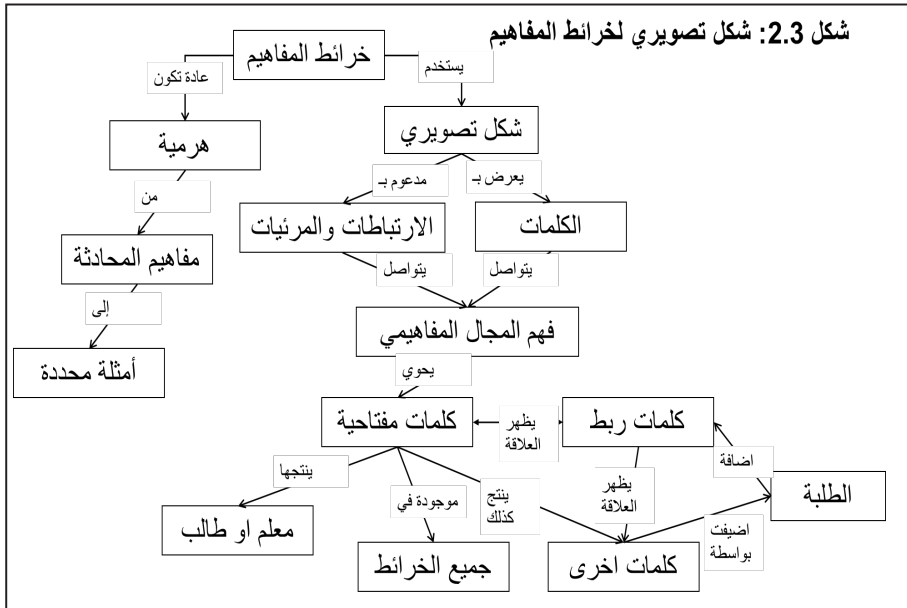 شكل 2.3: شكل تصويري لخرائط المفاهيم
خرائط المفاهيم
يستخدم
عادة تكون
شكل تصويري
هرمية
يعرض بـ
مدعوم بـ
من
الكلمات
الارتباطات والمرئيات
مفاهيم المحادثة
يتواصل
يتواصل
إلى
فهم المجال المفاهيمي
أمثلة محددة
يحوي
كلمات ربط
يظهر
العلاقة
كلمات مفتاحية
اضافة
الطلبة
يظهر
العلاقة
ينتج
كذلك
موجودة في
ينتجها
اضيفت
بواسطة
معلم او طالب
كلمات اخرى
جميع الخرائط